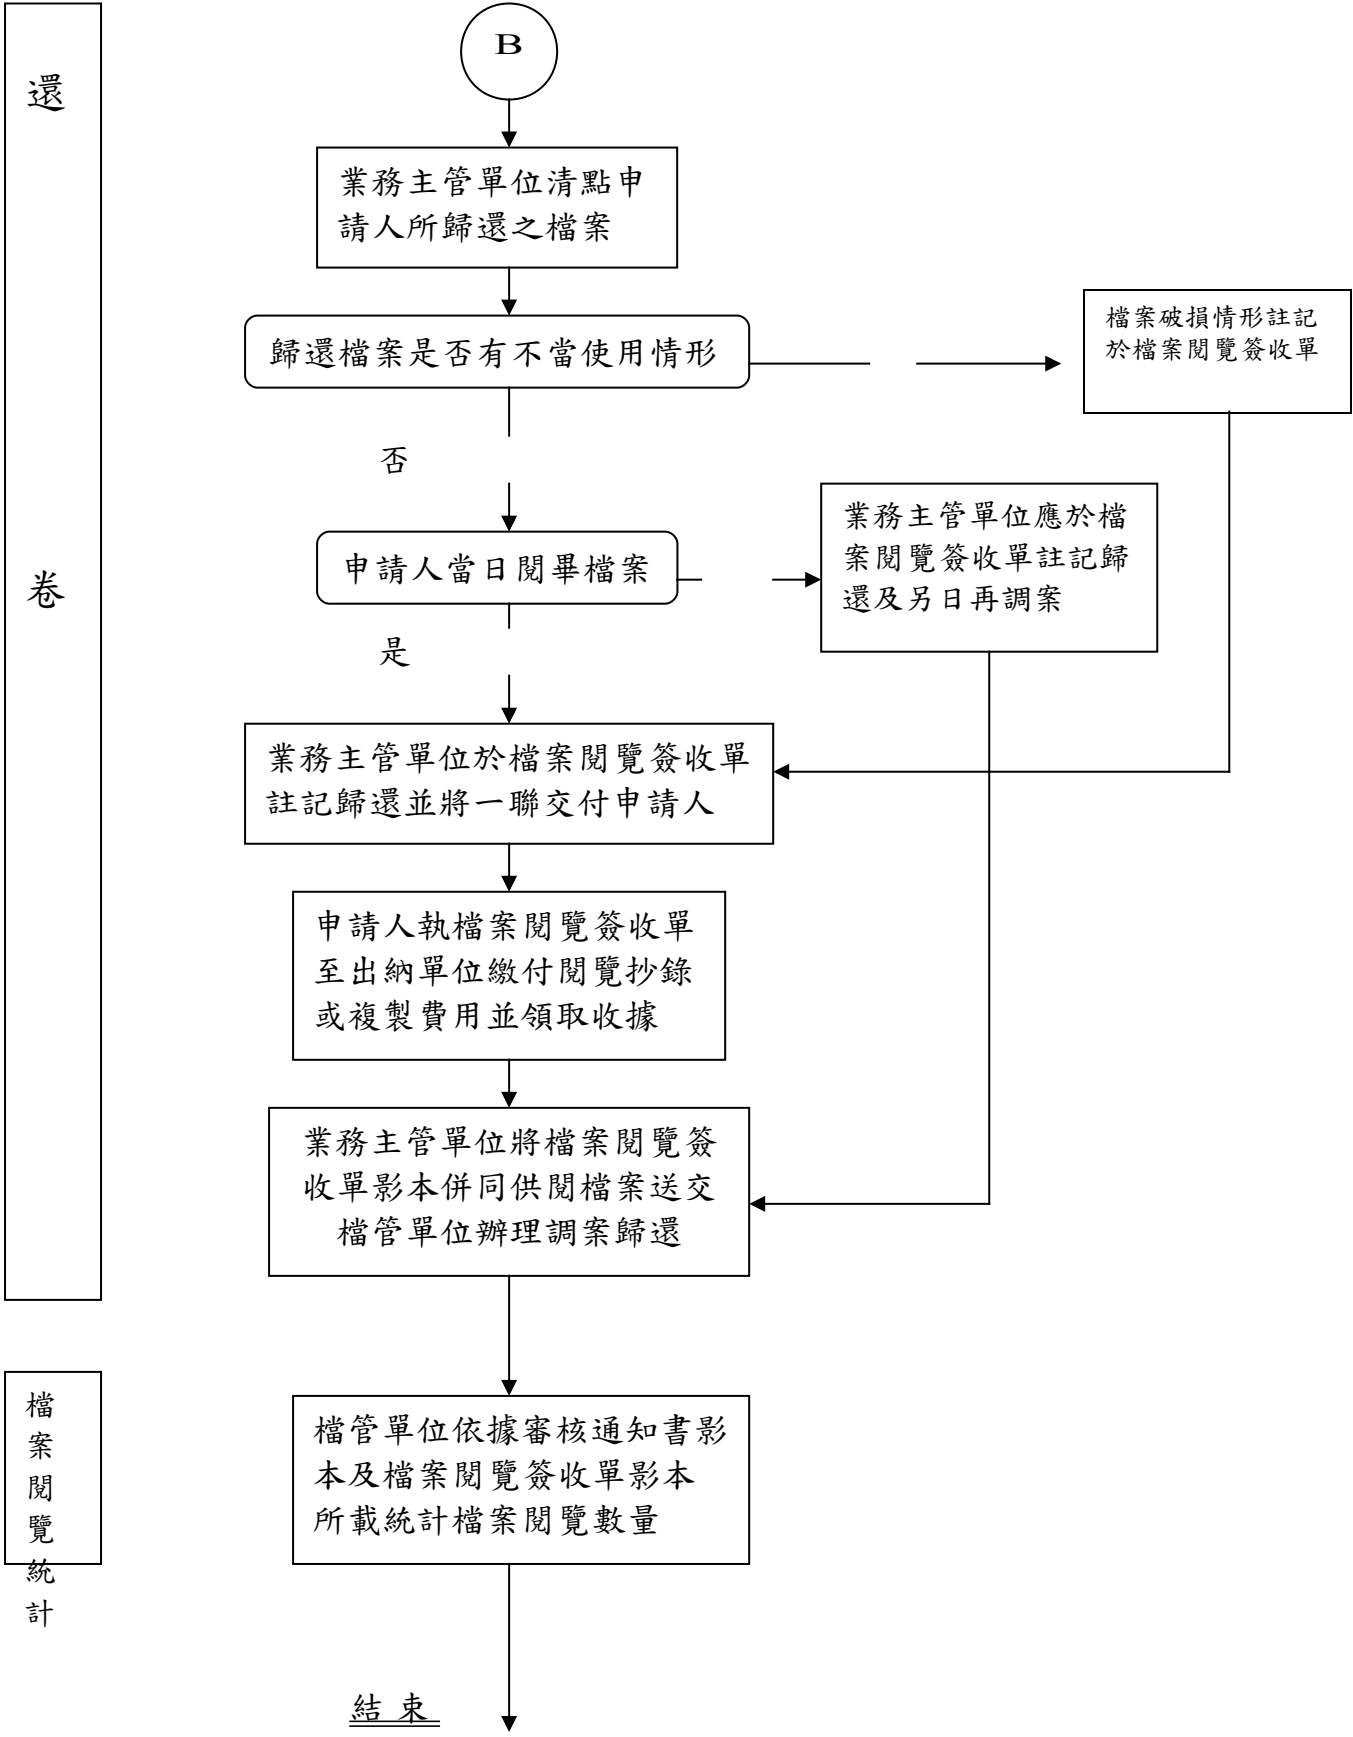 B
還
卷
業務主管單位清點申
請人所歸還之檔案
歸還檔案是否有不當使用情形
檔案破損情形註記
於檔案閱覽簽收單
否
申請人當日閱畢檔案
業務主管單位應於檔
案閱覽簽收單註記歸
還及另日再調案
是
業務主管單位於檔案閱覽簽收單
註記歸還並將一聯交付申請人
申請人執檔案閱覽簽收單
至出納單位繳付閱覽抄錄
或複製費用並領取收據
業務主管單位將檔案閱覽簽
收單影本併同供閱檔案送交
檔管單位辦理調案歸還
檔
案
閱
覽
統
計
檔管單位依據審核通知書影
本及檔案閱覽簽收單影本
所載統計檔案閱覽數量
結 束